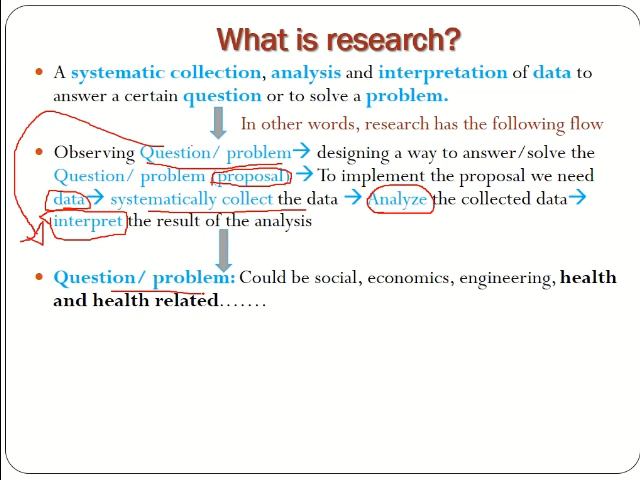 What is research?
• A systematic collection, analysis and interpretation of data to
answer a certain question or to solve a problem.
In other words, research has the following flow
• Observing Question/ problem→ designing a way to answer/solve the
Question/ problem (proposal)→ To implement the proposal we need
data→ systematically collect the data → Analyze the collected data→
interpret the result of the analysis
• Question/ problem: Could be social, economics, engineering, health
and health related…….